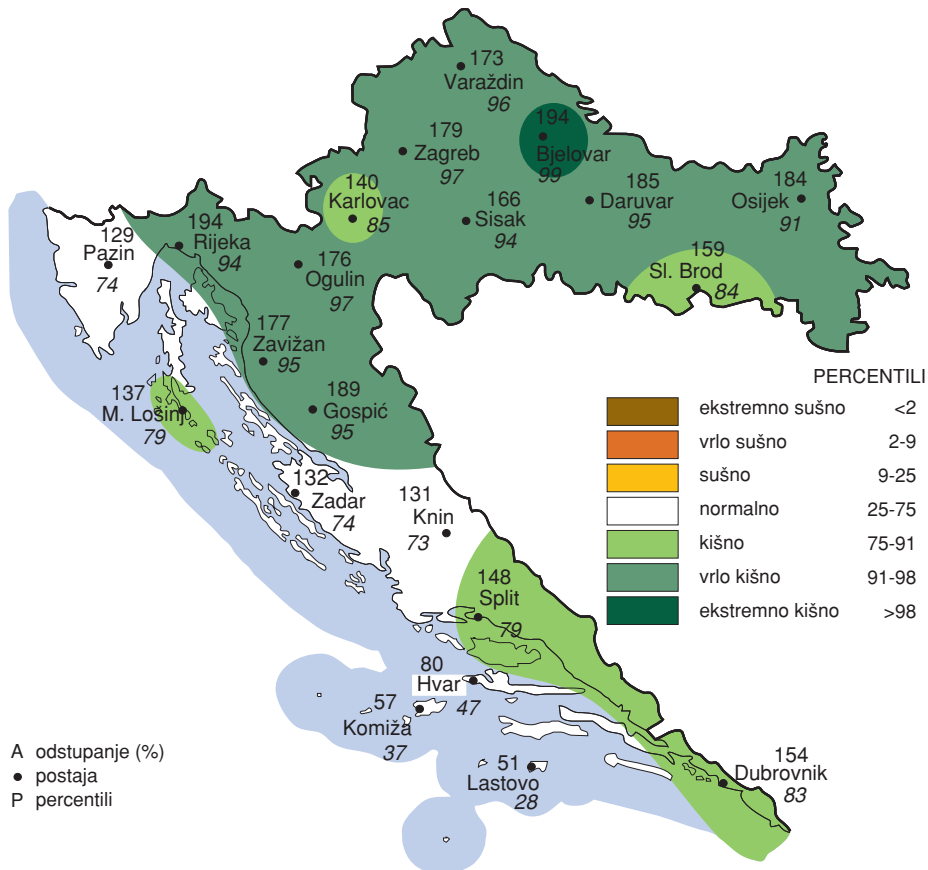 173
Varaždin
96
194
Bjelovar
99
179
Zagreb
97
140
Karlovac
85
166
Sisak
94
185
Daruvar
95
184
Osijek
91
159
Sl. Brod
84
129
Pazin
74
194
Rijeka
94
176
Ogulin
97
177
Zavižan
95
189
Gospić
95
137
M. Lošinj
79
132
Zadar
74
131
Knin
73
148
Split
79
80
Hvar
47
57
Komiža
37
51
Lastovo
28
154
Dubrovnik
83
PERCENTILI
ekstremno sušno <2
vrlo sušno 2-9
sušno 9-25
normalno 25-75
kišno 75-91
vrlo kišno 91-98
ekstremno kišno >98
A odstupanje (%)
● postaja
P percentili